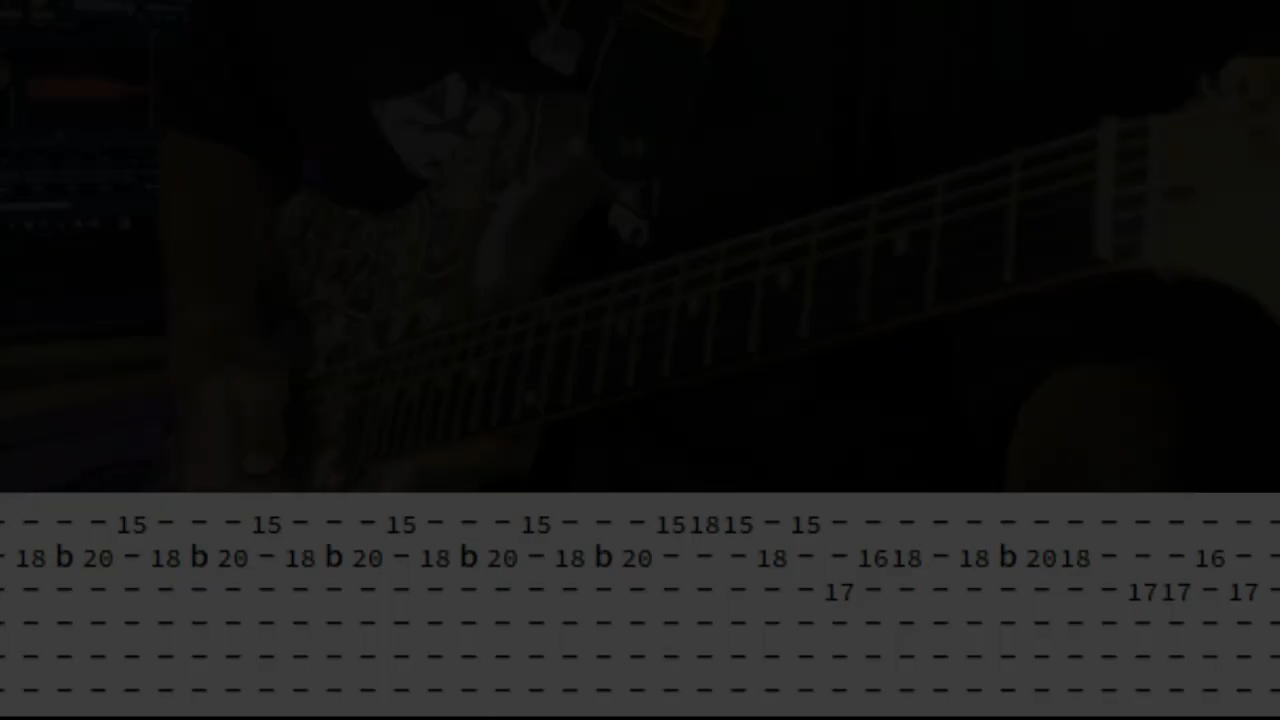 - - - - 15 - - - 15 - - - 15 - - - 15 - - - 151815 - 15 - - - - - - - - - - - - - -
- 18 b 20 - 18 b 20 - 18 b 20 - 18 b 20 - 18 b 20 - - - 18 - - 1618 - 18 b 2018 - - - 16 - -
- - - - - - - - - - - - - - - - - - - - - - - - - 17 - - - - - - - - 1717 - 17 -
- - - - - - - - - - - - - - - - - - - - - - - - - - - - - - - - - - - - - - -
- - - - - - - - - - - - - - - - - - - - - - - - - - - - - - - - - - - - - - -
- - - - - - - - - - - - - - - - - - - - - - - - - - - - - - - - - - - - - - -